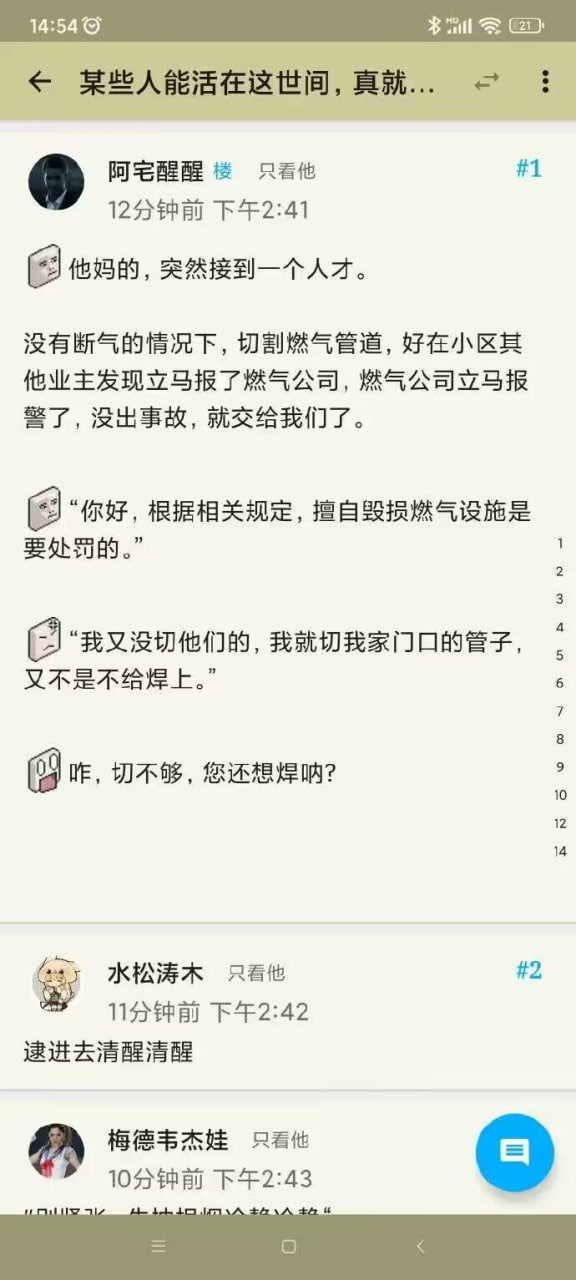 14:54
21
某些人能活在这世间，真就...
阿宅醒醒 楼 只看他
#1
12分钟前 下午2:41
他妈的，突然接到一个人才。
没有断气的情况下，切割燃气管道，好在小区其
他业主发现立马报了燃气公司，燃气公司立马报
警了，没出事故，就交给我们了。
“你好，根据相关规定，擅自毁损燃气设施是
要处罚的。”
“我又没切他们的，我就切我家门口的管子，
又不是不给焊上。”
咋，切不够，您还想焊呐？
1
2
3
4
5
6
7
8
9
10
12
14
水松涛木 只看他
#2
11分钟前 下午2:42
逮进去清醒清醒
梅德韦杰娃 只看他
10分钟前 下午2:43